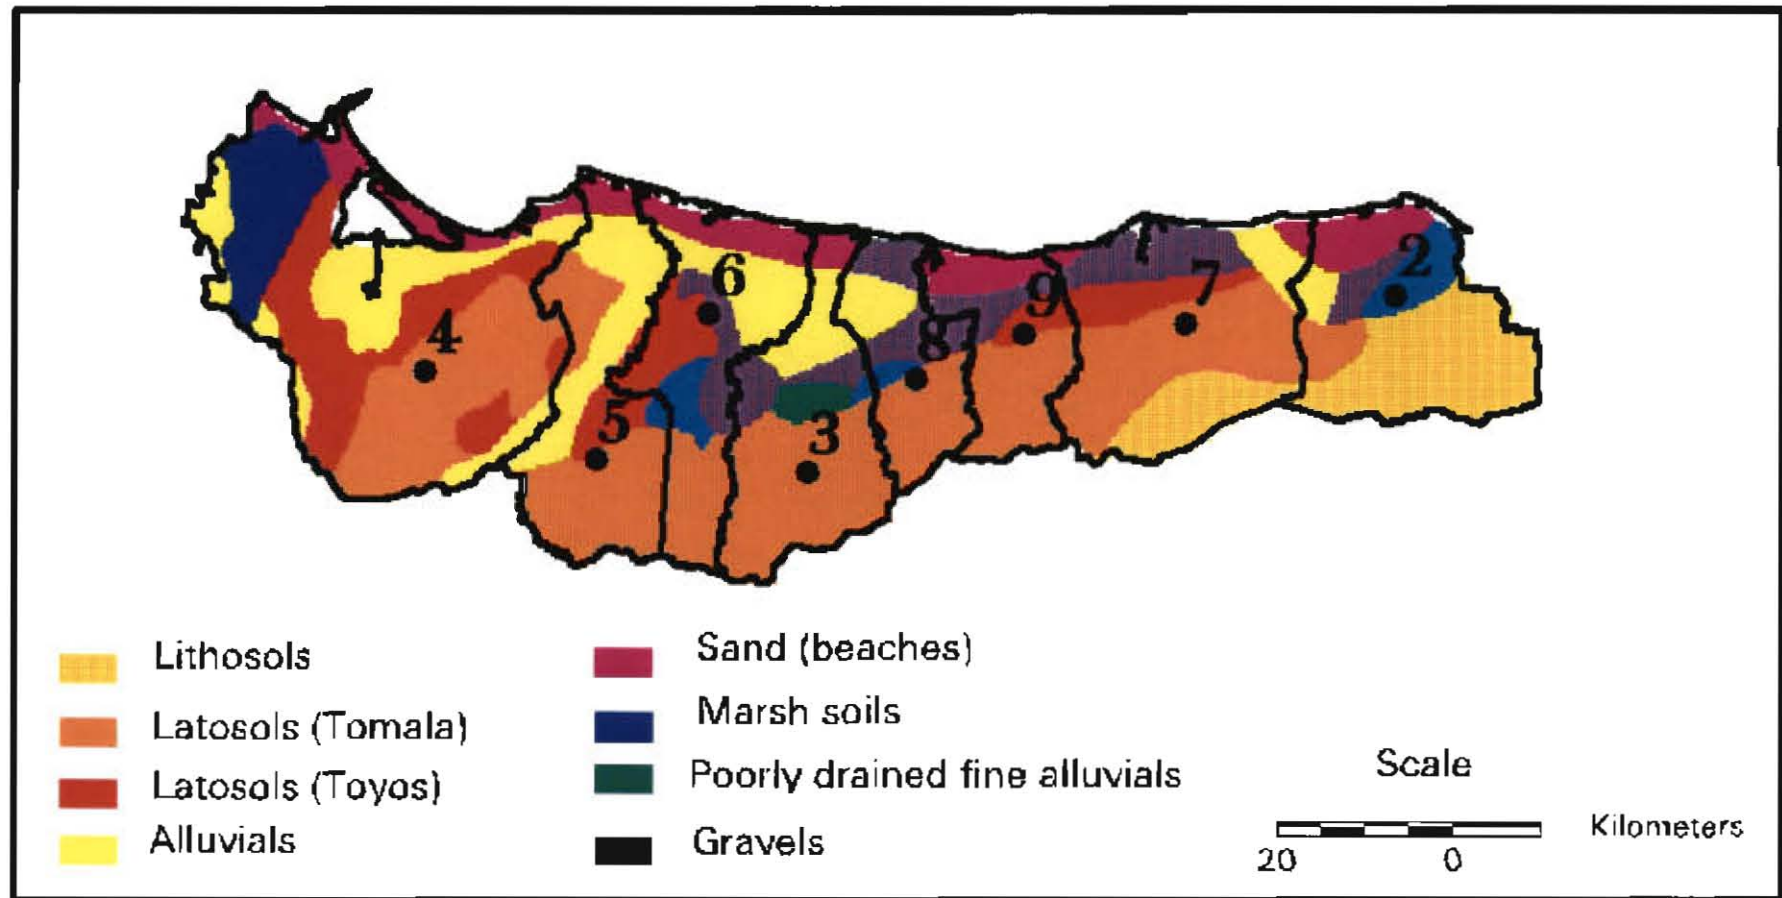 1
2
3
4
5
6
7
8
9
Lithosols
Latosols (Tomala)
Latosols (Toyos)
Alluvials
Sand (beaches)
Marsh soils
Poorly drained fine alluvials
Gravels
Scale
20 0 Kilometers